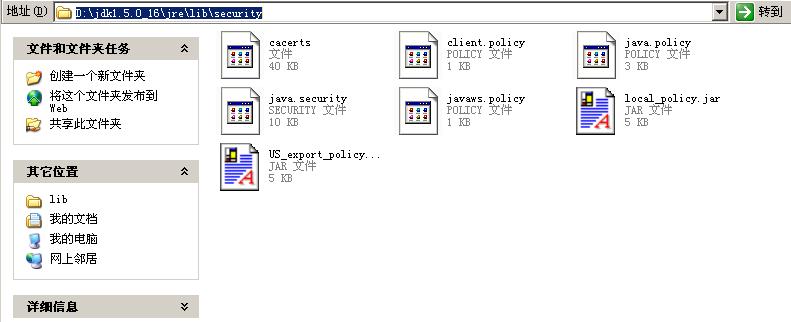 地址(D) D:\jdk1.5.0_16\jre\lib\security 转到
文件和文件夹任务
创建一个新文件夹
将这个文件夹发布到
Web
共享此文件夹
其它位置
lib
我的文档
我的电脑
网上邻居
详细信息
cacerts
文件
40 KB
client.policy
POLICY 文件
1 KB
java.policy
POLICY 文件
3 KB
java.security
SECURITY 文件
10 KB
javaws.policy
POLICY 文件
1 KB
local_policy.jar
JAR 文件
5 KB
US_export_policy...
JAR 文件
5 KB